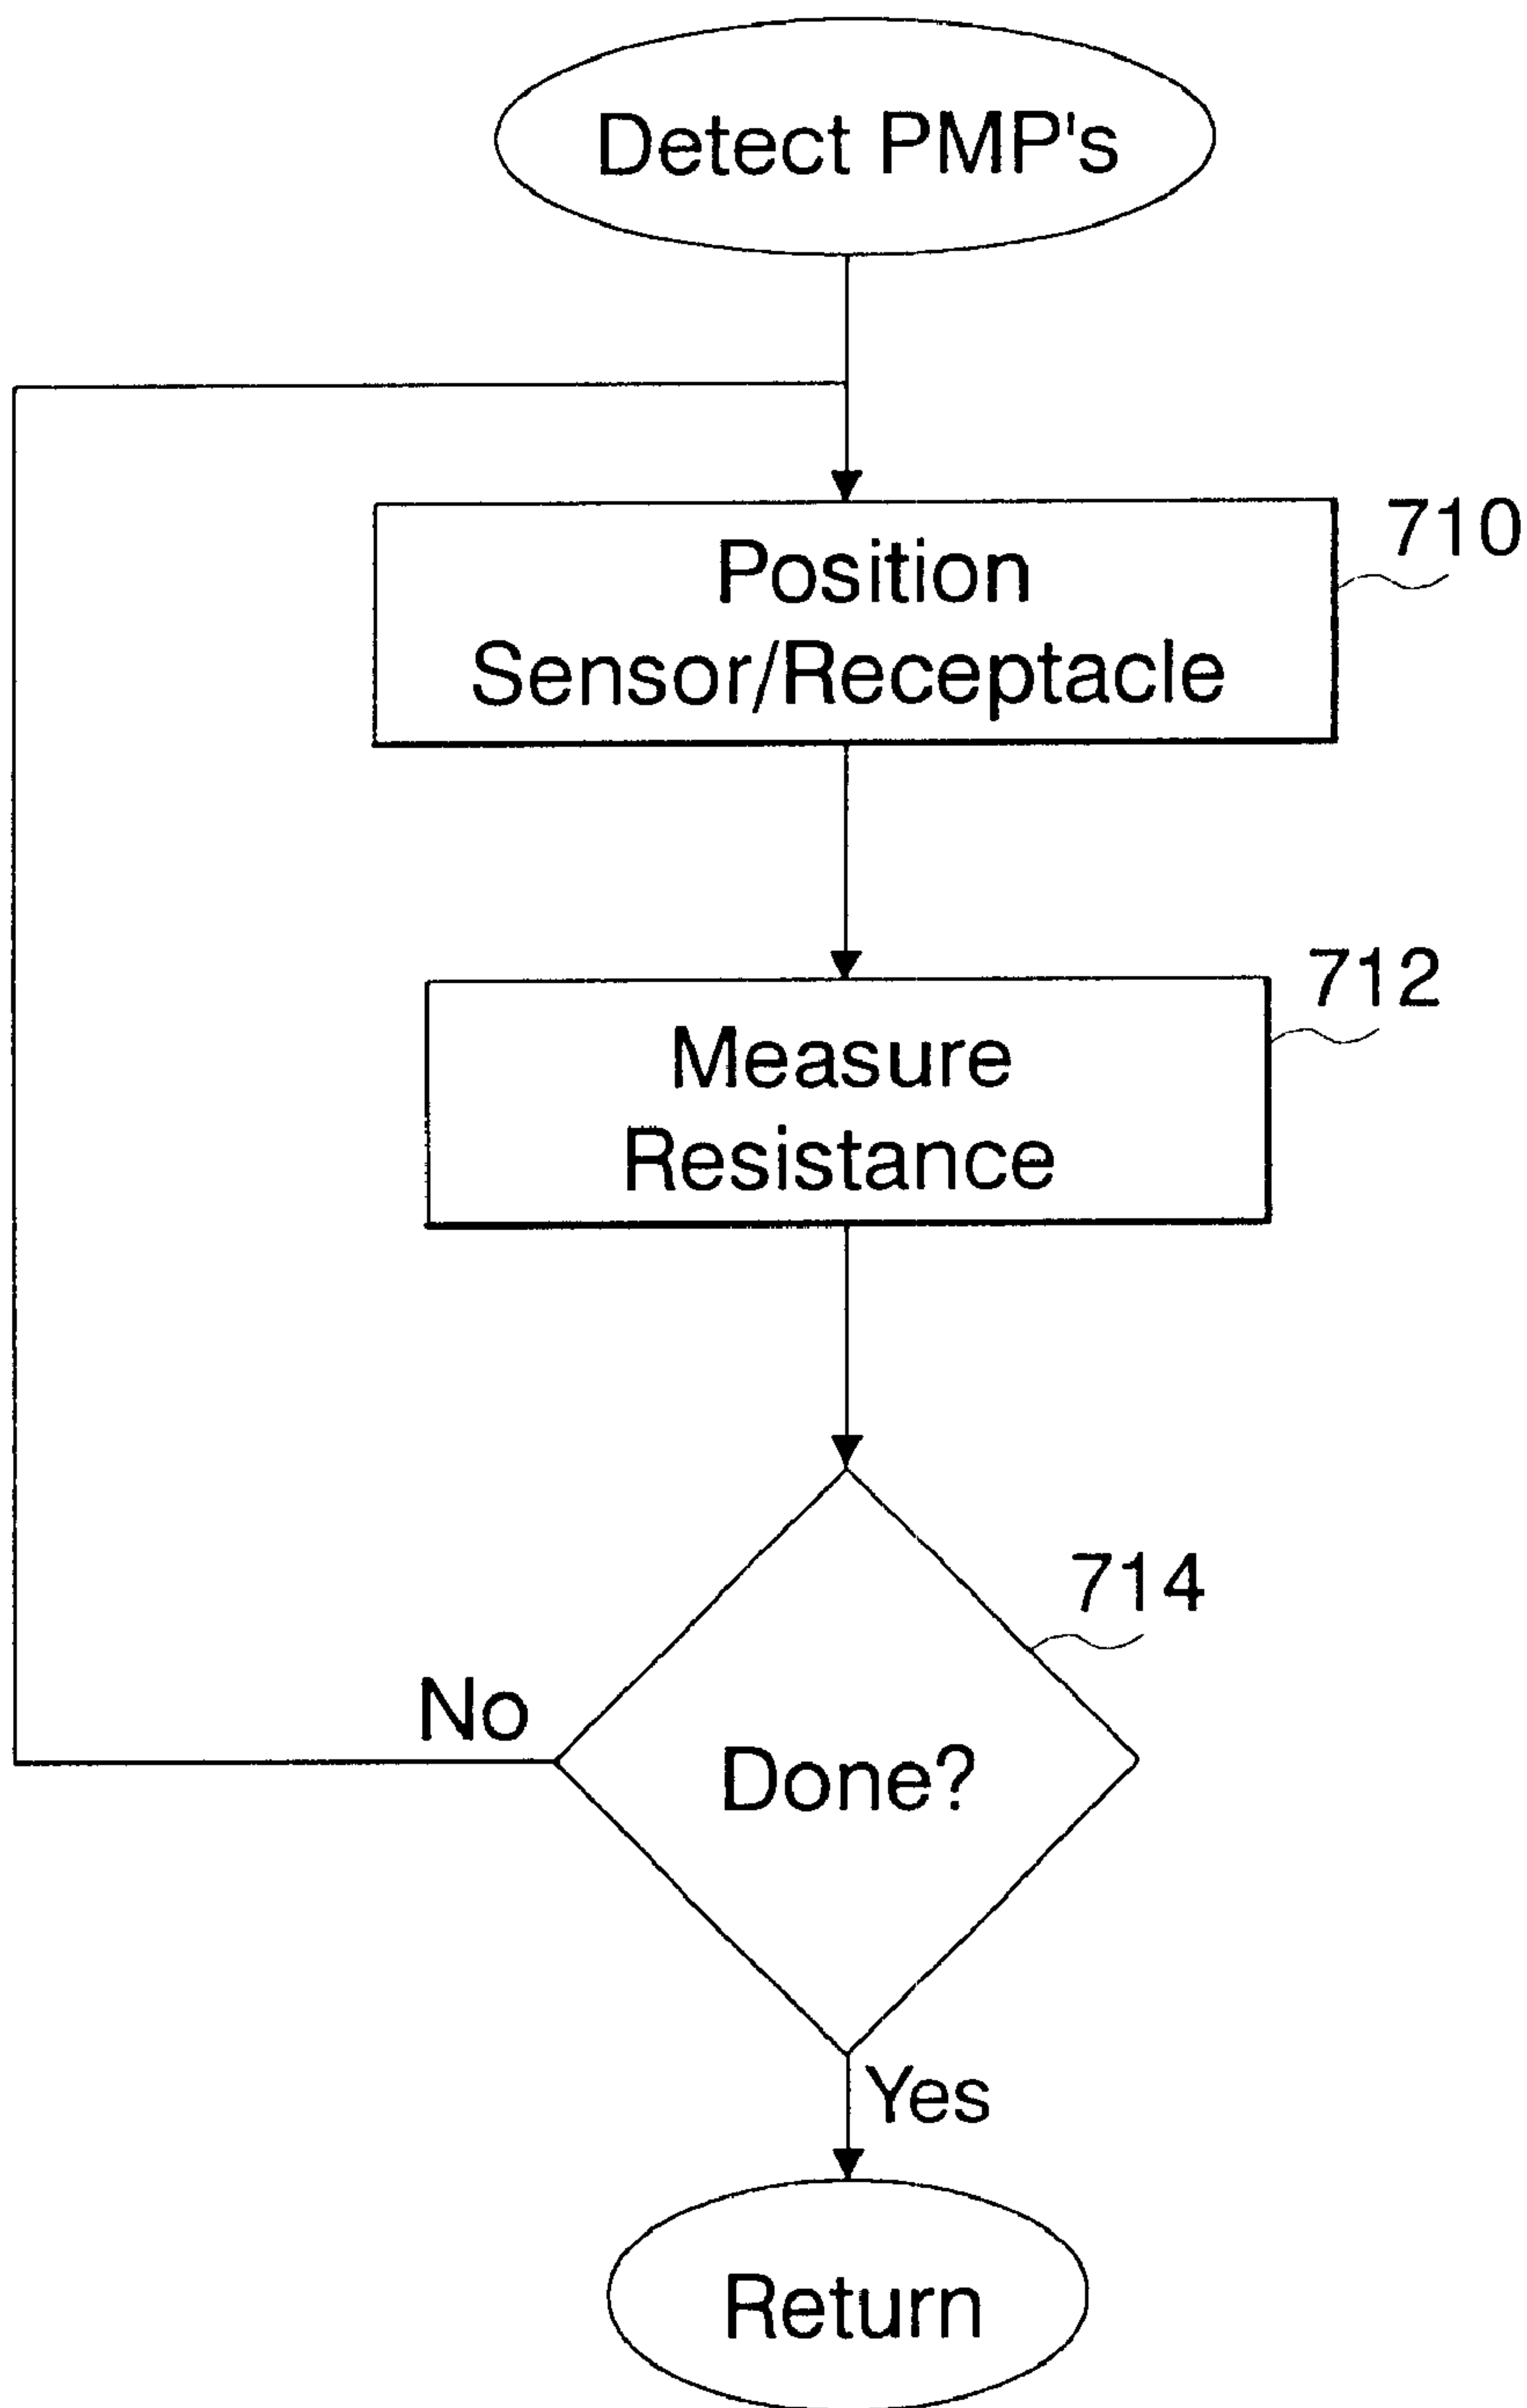 Detect PMP's
710
Position
Sensor/Receptacle
712
Measure
Resistance
714
No
Done?
Yes
Return